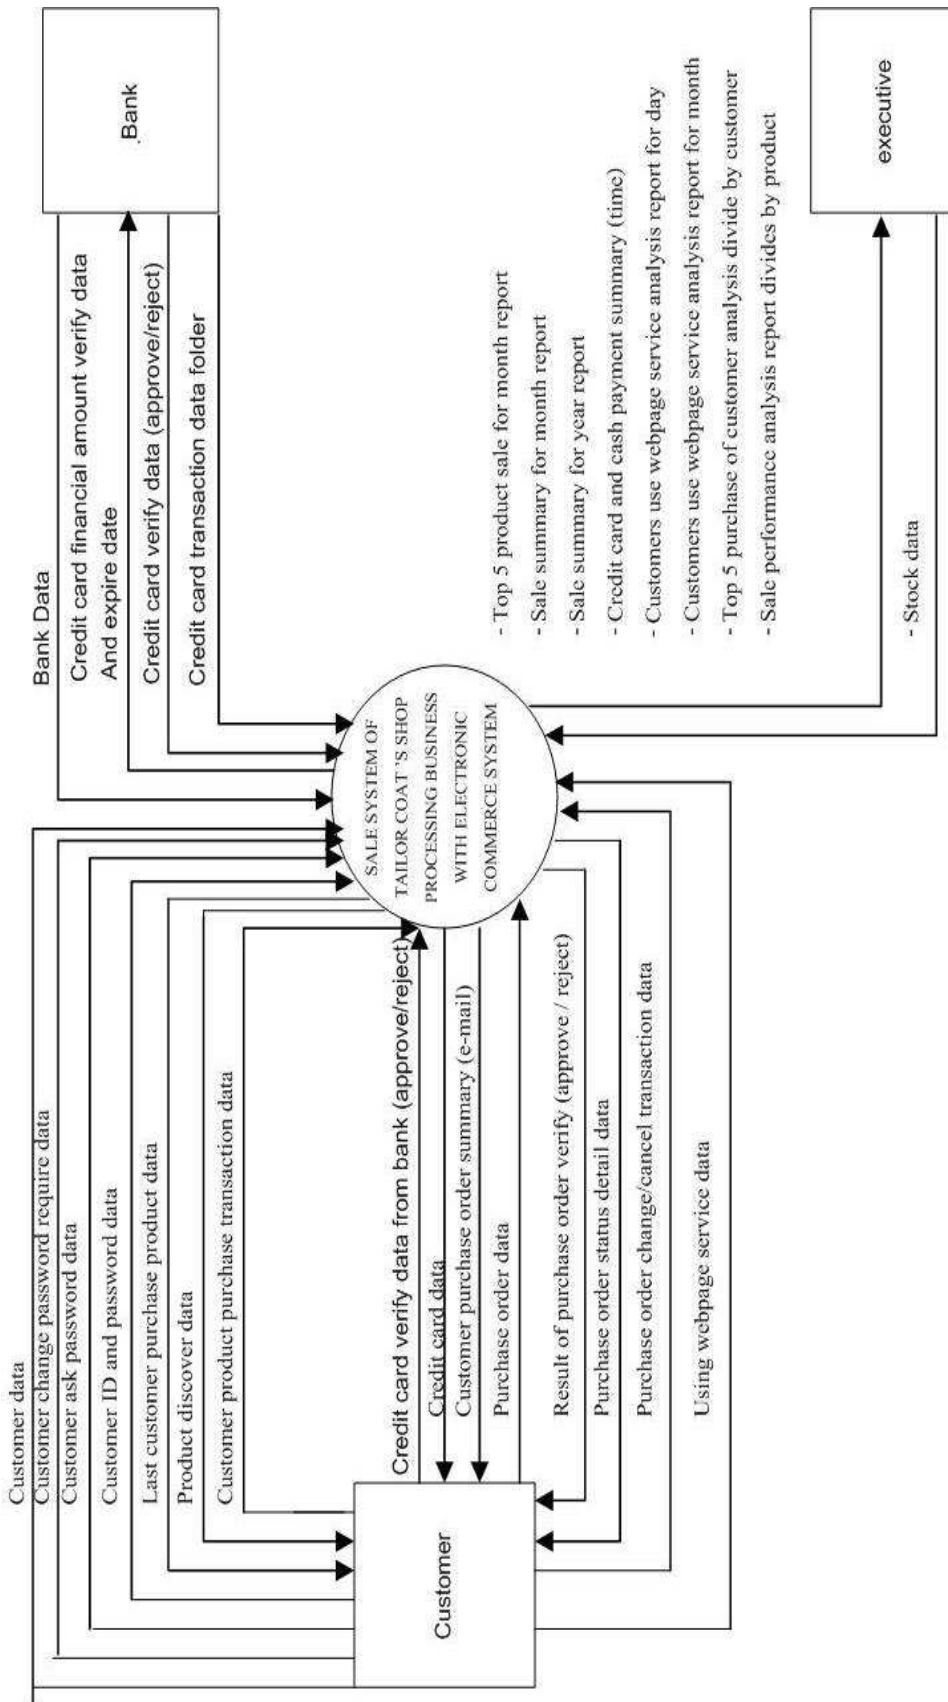 Customer data
Customer change password require data
Customer ask password data
Customer ID and password data
Last customer purchase product data
Product discover data
Customer product purchase transaction data
Credit card verify data from bank (approve/reject)
Credit card data
Customer purchase order summary (e-mail)
Purchase order data
Result of purchase order verify (approve / reject)
Purchase order status detail data
Purchase order change/cancel transaction data
Using webpage service data
Customer
SALE SYSTEM OF
TAILOR COAT 'S SHOP
PROCESSING BUSINESS
WITH ELECTRONIC
COMMERCE SYSTEM
Bank Data
Credit card financial amount verify data
And expire date
Credit card verify data (approve/reject)
Credit card transaction data folder
.Bank
- Top 5 product sale for month report
- Sale summary for month report
- Sale summary for year report
- Credit card and cash payment summary (time)
- Customers use webpage service analysis report for day
- Customers use webpage service analysis report for month
- Top 5 purchase of customer analysis divide by customer
- Sale performance analysis report divides by product
- Stock data
executive